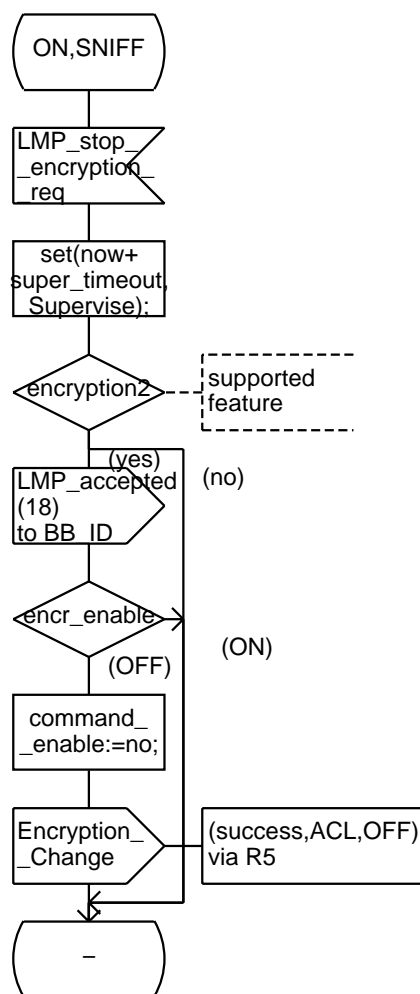 ON,SNIFF
LMP_stop_
_encryption_
_req
set(now+
super_timeout,
Supervise);
encryption2
supported
feature
(yes)
(no)
LMP_accepted
(18)
to BB_ID
encr_enable
(ON)
(OFF)
command_
_enable:=no;
Encryption_
_Change
(success,ACL,OFF)
via R5
–